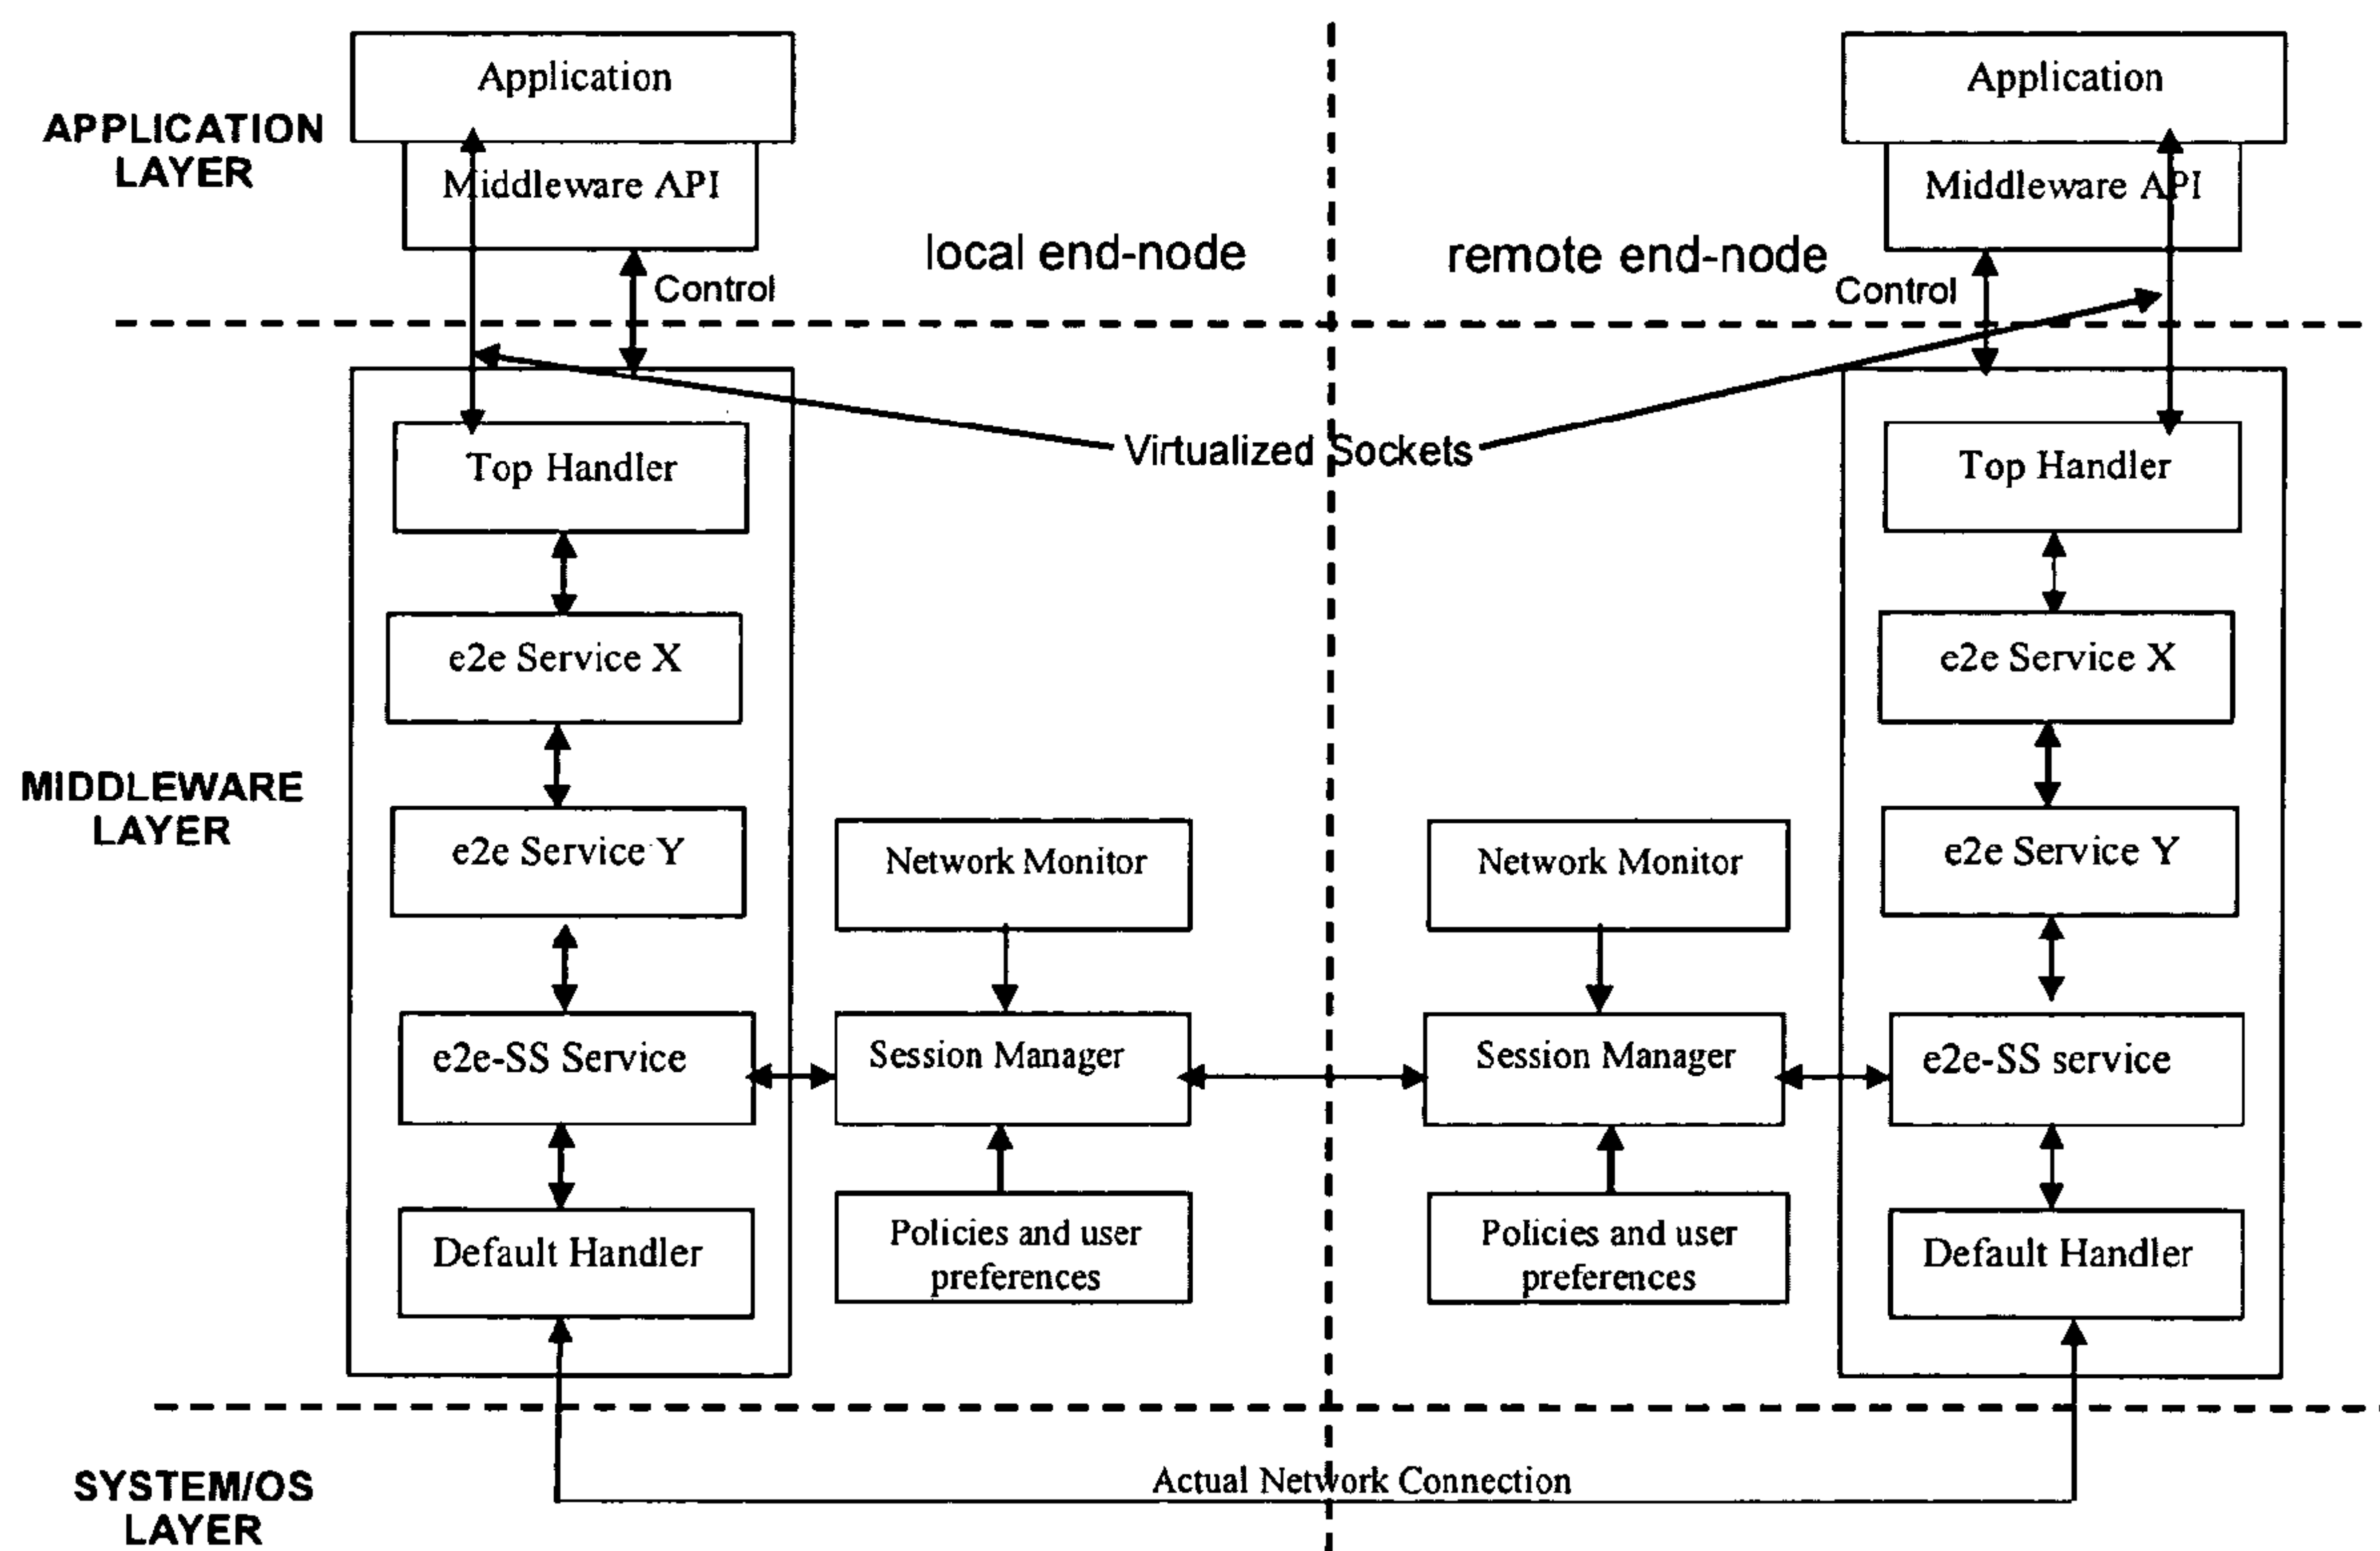 Application
Application
APPLICATION
LAYER
Middleware API
Middleware API
local end-node
remote end-node
Control
Control
Virtualized Sockets
Top Handler
Top Handler
e2e Service X
e2e Service X
MIDDLEWARE
LAYER
e2e Service Y
Network Monitor
Network Monitor
e2e Service Y
e2e-SS Service
Session Manager
Session Manager
e2e-SS service
Default Handler
Policies and user
preferences
Policies and user
preferences
Default Handler
SYSTEM/OS
LAYER
Actual Network Connection